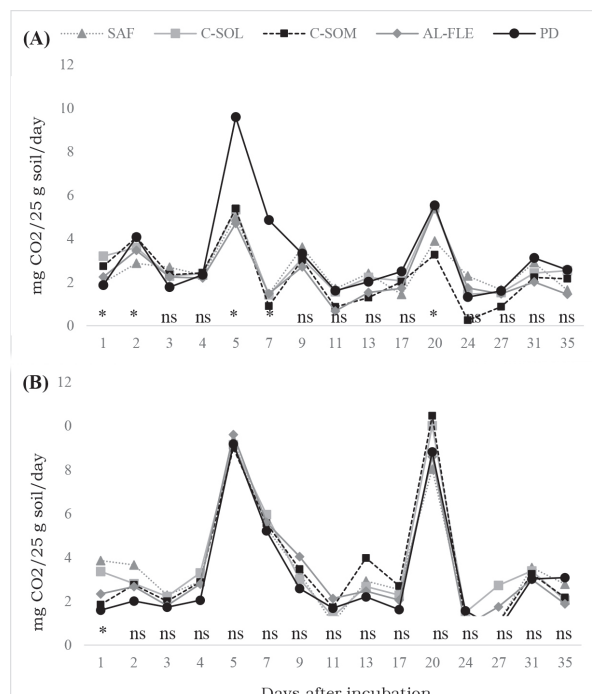 (A) SAF C-SOL C-SOM AL-FLE PD
12
10
8
6
4
2
0
mg CO2/25 g soil/day
* * ns ns * * ns ns ns ns * ns ns ns ns
1 2 3 4 5 7 9 11 13 17 20 24 27 31 35
(B)
12
0
8
6
4
2
0
mg CO2/25 g soil/day
* ns ns ns ns ns ns ns ns ns ns ns ns ns ns
1 2 3 4 5 7 9 11 13 17 20 24 27 31 35
Days after incubation